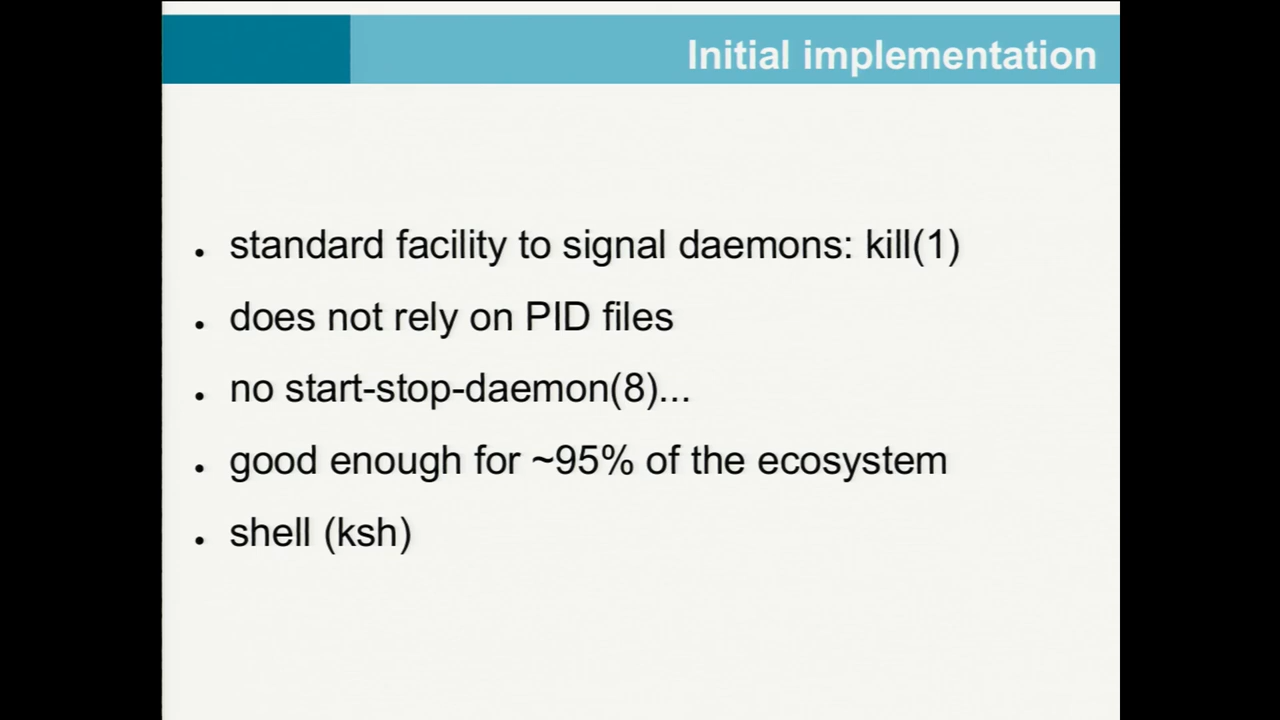 Initial implementation
• standard facility to signal daemons: kill(1)
• does not rely on PID files
• no start-stop-daemon(8)...
• good enough for ~95% of the ecosystem
• shell (ksh)